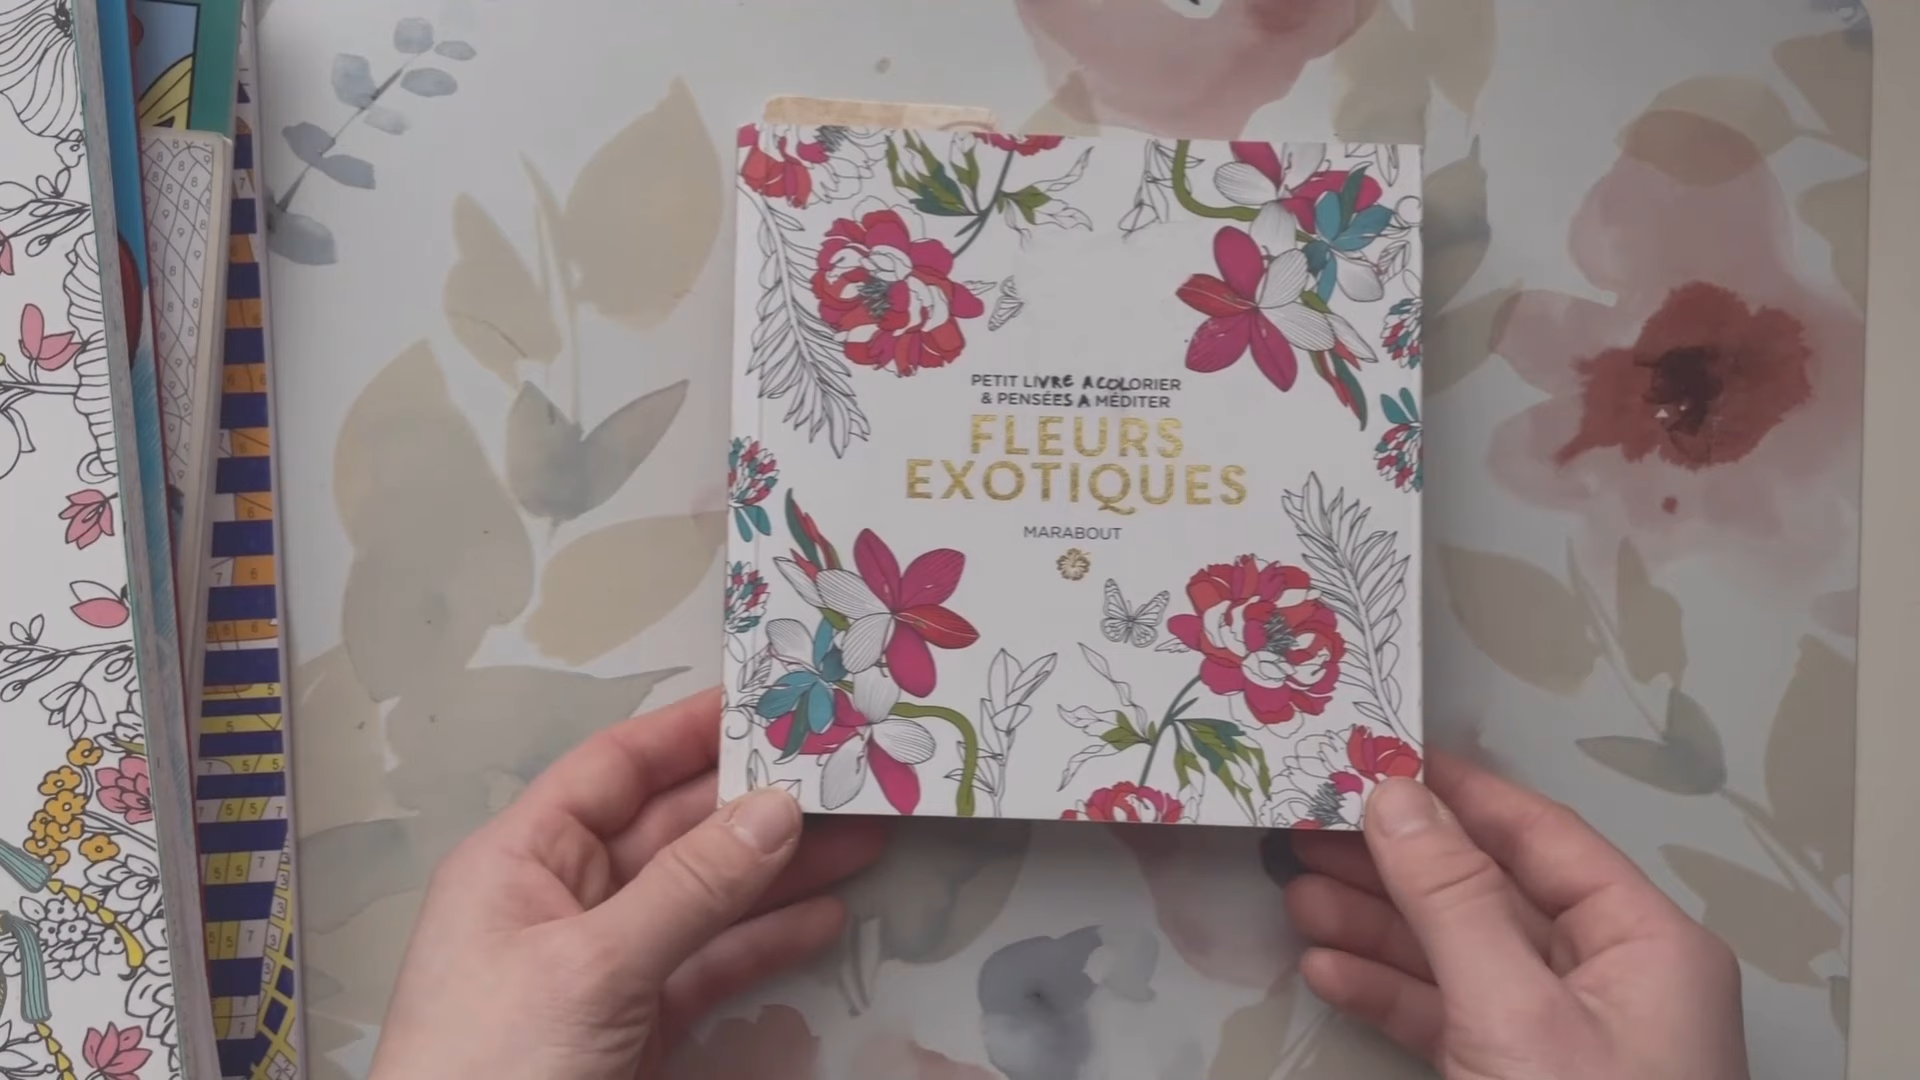 PETIT LIVRE A COLORIER
& PENSÉES A MÉDITER
FLEURS
EXOTIQUES
MARABOUT